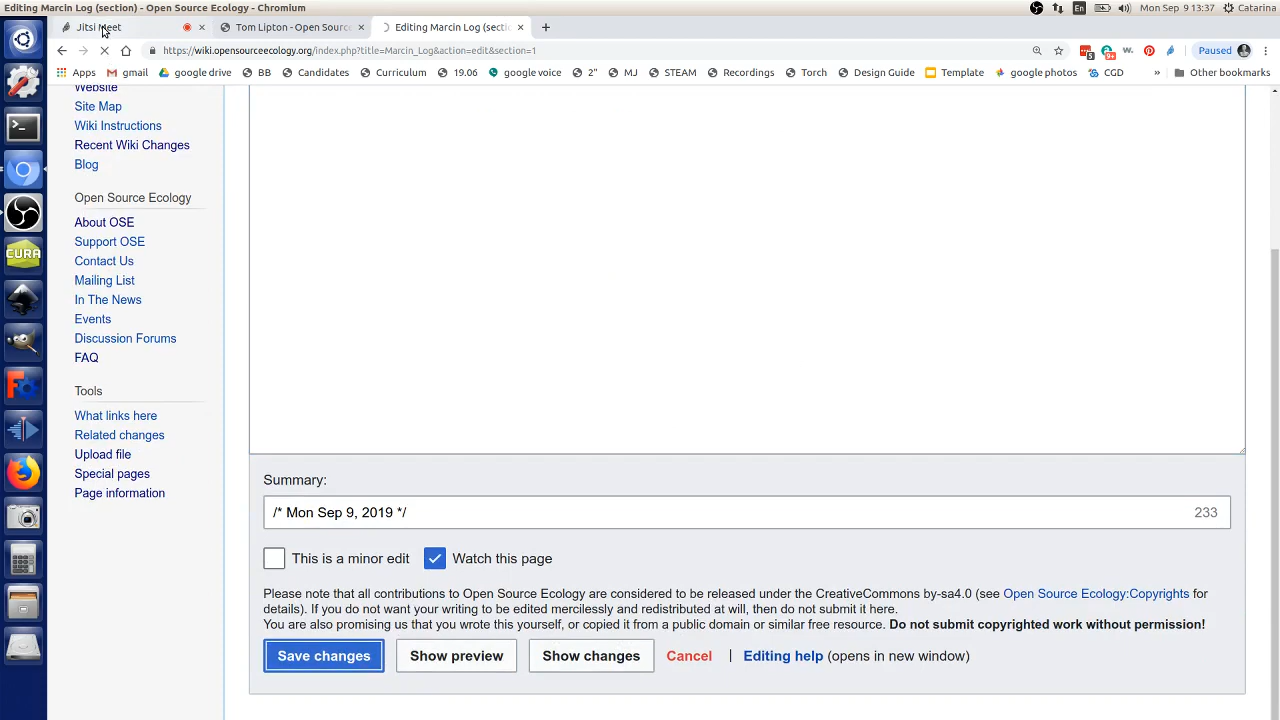 Editing Marcin Log (section) - Open Source Ecology - Chromium
En
Mon Sep 9 13:37
Catarina
Jitsi Meet
Tom Lipton - Open Sourc
Editing Marcin Log (secti
https://wiki.opensourceecology.org/index.php?title=Marcin_Log&action=edit&section=1
5
9+
W.
Paused
Apps
gmail
google drive
BB
Candidates
Curriculum
19.06
google voice
2"
MJ
STEAM
Recordings
Torch
Design Guide
Template
google photos
CGD
»
Other bookmarks
Website
Site Map
Wiki Instructions
Recent Wiki Changes
Blog
Open Source Ecology
About OSE
Support OSE
Contact Us
Mailing List
In The News
Events
Discussion Forums
FAQ
Tools
What links here
Related changes
Upload file
Special pages
Page information
CURA
Summary:
/* Mon Sep 9, 2019 */
233
This is a minor edit
Watch this page
Please note that all contributions to Open Source Ecology are considered to be released under the CreativeCommons by-sa4.0 (see Open Source Ecology:Copyrights for
details). If you do not want your writing to be edited mercilessly and redistributed at will, then do not submit it here.
You are also promising us that you wrote this yourself, or copied it from a public domain or similar free resource. Do not submit copyrighted work without permission!
Save changes
Show preview
Show changes
Cancel
| Editing help (opens in new window)